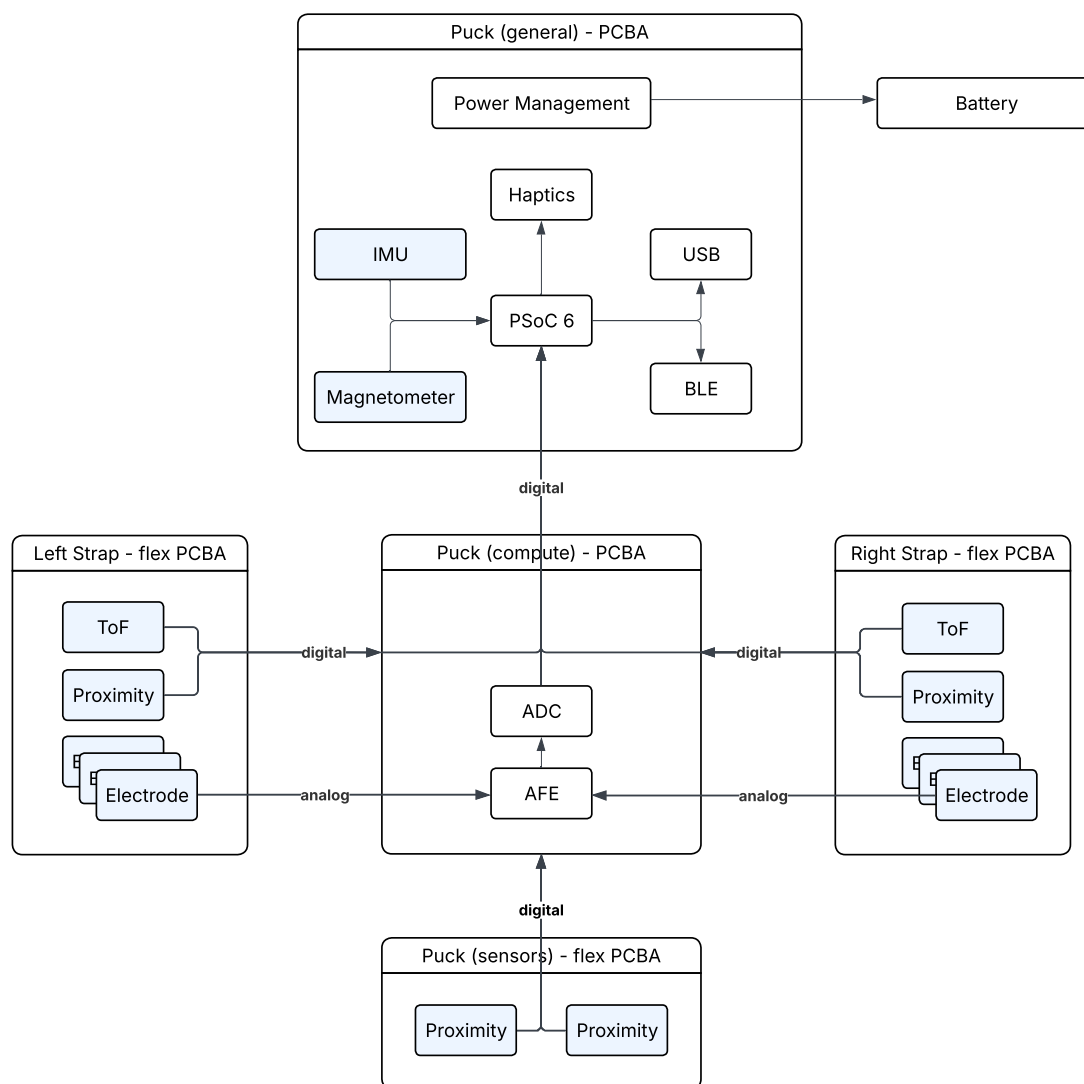 Puck (general) - PCBA
Power Management
Battery
Haptics
IMU
USB
PSoC 6
BLE
Magnetometer
digital
Left Strap - flex PCBA
Puck (compute) - PCBA
Right Strap - flex PCBA
ToF
ToF
digital
digital
Proximity
Proximity
ADC
E
E
Electrode
analog
AFE
analog
E
E
Electrode
digital
Puck (sensors) - flex PCBA
Proximity
Proximity